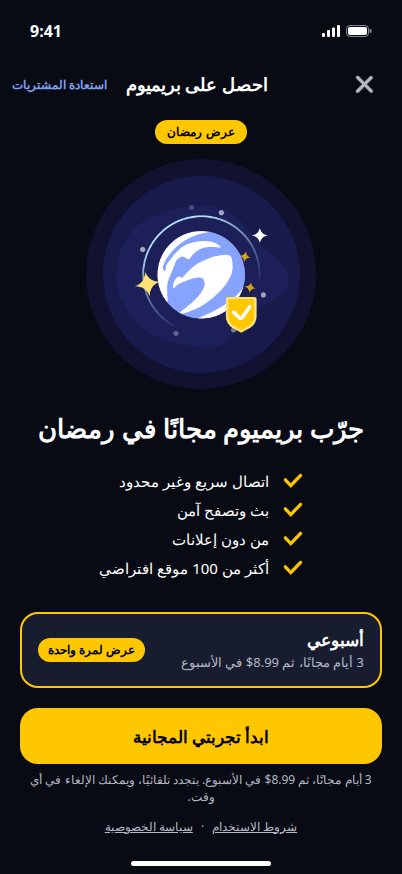 9:41
احصل على بريميوم
استعادة المشتريات
عرض رمضان
جرّب بريميوم مجانًا في رمضان
اتصال سريع وغير محدود
بث وتصفح آمن
من دون إعلانات
أكثر من 100 موقع افتراضي
أسبوعي
3 أيام مجانًا، ثم 8.99$ في الأسبوع
عرض لمرة واحدة
ابدأ تجربتي المجانية
3 أيام مجانًا، ثم 8.99$ في الأسبوع. يتجدد تلقائيًا، ويمكنك الإلغاء في أي
وقت.
شروط الاستخدام · سياسة الخصوصية